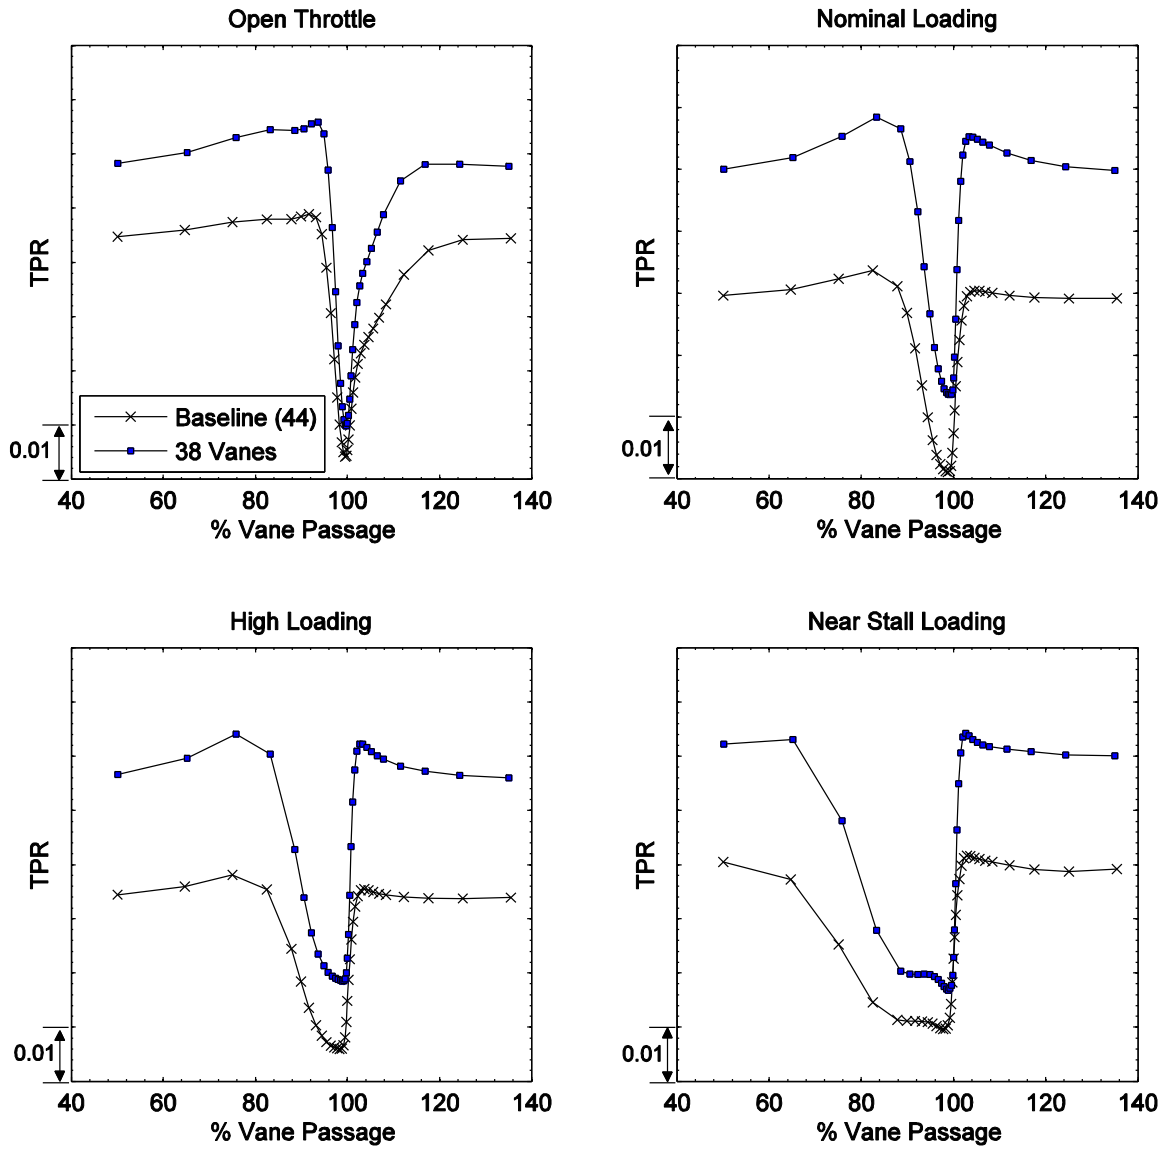 Open Throttle
TPR
Baseline (44)
38 Vanes
0.01
40 60 80 100 120 140
% Vane Passage
Nominal Loading
TPR
0.01
40 60 80 100 120 140
% Vane Passage
High Loading
TPR
0.01
40 60 80 100 120 140
% Vane Passage
Near Stall Loading
TPR
0.01
40 60 80 100 120 140
% Vane Passage